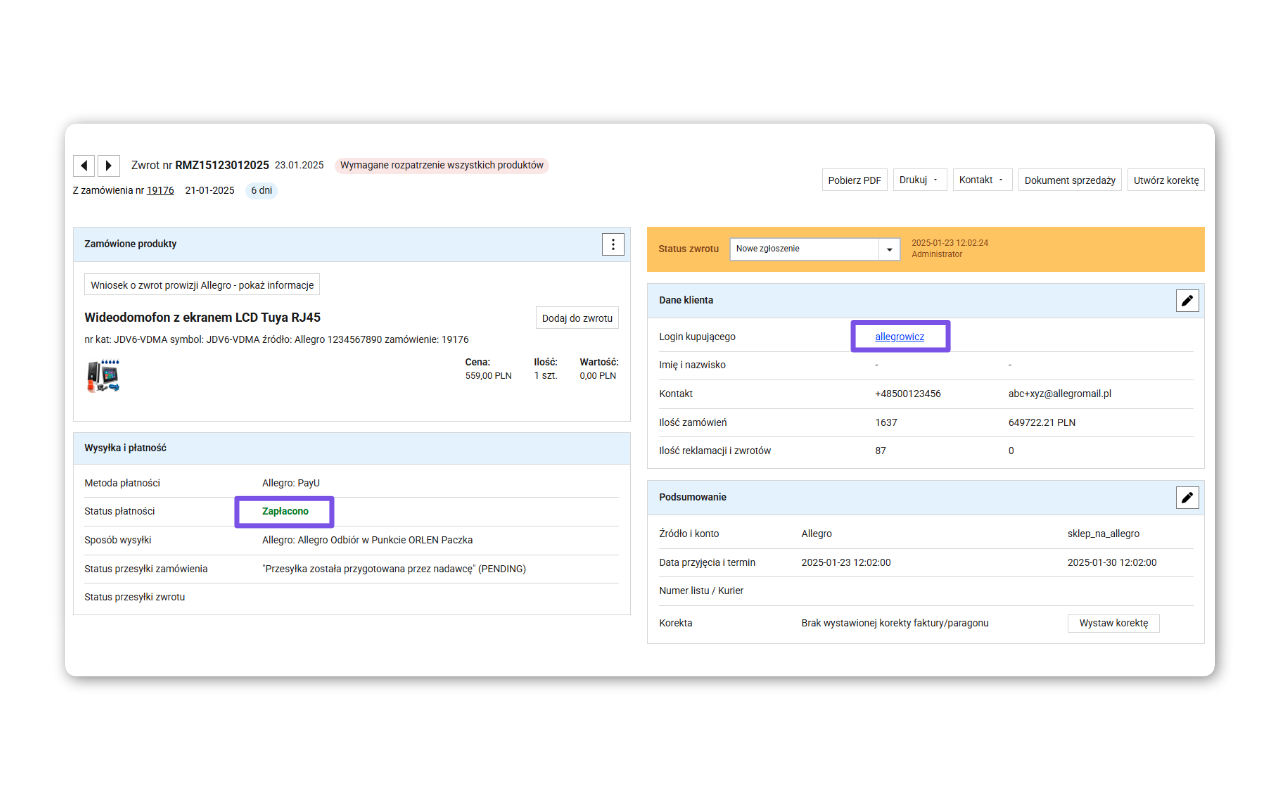 Zwrot nr RMZ15123012025 23.01.2025 Wymagane rozpatrzenie wszystkich produktów
Z zamówienia nr 19176 21-01-2025 6 dni
Pobierz PDF Drukuj - Kontakt - Dokument sprzedaży Utwórz korektę
Zamówione produkty
Wniosek o zwrot prowizji Allegro - pokaż informacje
Wideodomofon z ekranem LCD Tuya RJ45
Dodaj do zwrotu
nr kat: JDV6-VDMA symbol: JDV6-VDMA źródło: Allegro 1234567890 zamówienie: 19176
Cena: Ilość: Wartość:
559,00 PLN 1 szt. 0,00 PLN
Wysyłka i płatność
Metoda płatności Allegro: PayU
Status płatności Zapłacono
Sposób wysyłki Allegro: Allegro Odbiór w Punkcie ORLEN Paczka
Status przesyłki zamówienia "Przesyłka została przygotowana przez nadawcę" (PENDING)
Status przesyłki zwrotu
Status zwrotu Nowe zgłoszenie
2025-01-23 12:02:24
Administrator
Dane klienta
Login kupującego allegrowicz
Imię i nazwisko - -
Kontakt +48500123456 abc+xyz@allegromail.pl
Ilość zamówień 1637 649722.21 PLN
Ilość reklamacji i zwrotów 87 0
Podsumowanie
Źródło i konto Allegro sklep_na_allegro
Data przyjęcia i termin 2025-01-23 12:02:00 2025-01-30 12:02:00
Numer listu / Kurier
Korekta Brak wystawionej korekty faktury/paragonu Wystaw korektę